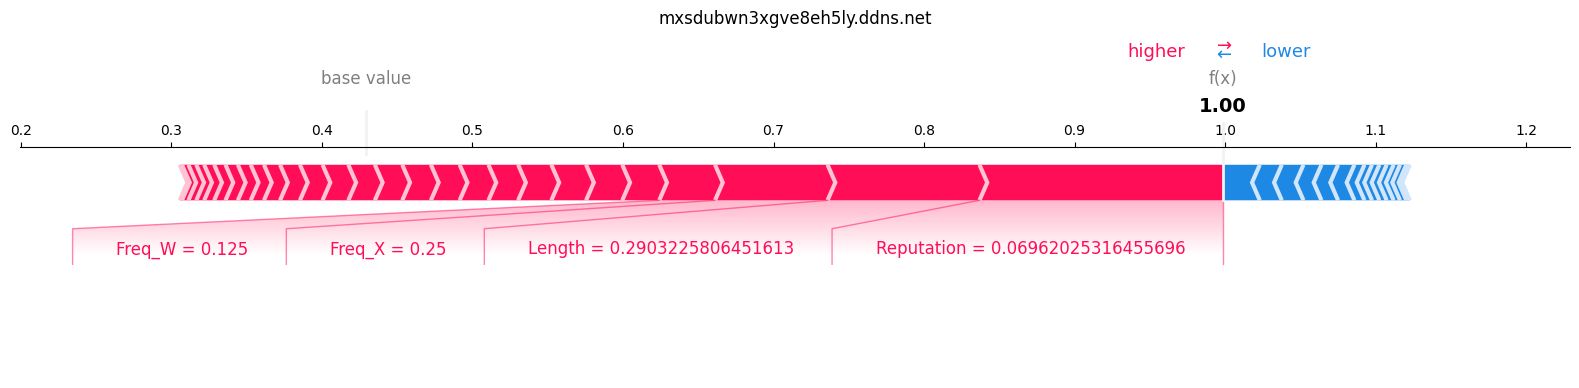 mxsdubwn3xgve8eh5ly.ddns.net
higher → ← lower
base value f(x)
1.00
0.2 0.3 0.4 0.5 0.6 0.7 0.8 0.9 1.0 1.1 1.2
Freq_W = 0.125 Freq_X = 0.25 Length = 0.2903225806451613 Reputation = 0.06962025316455696